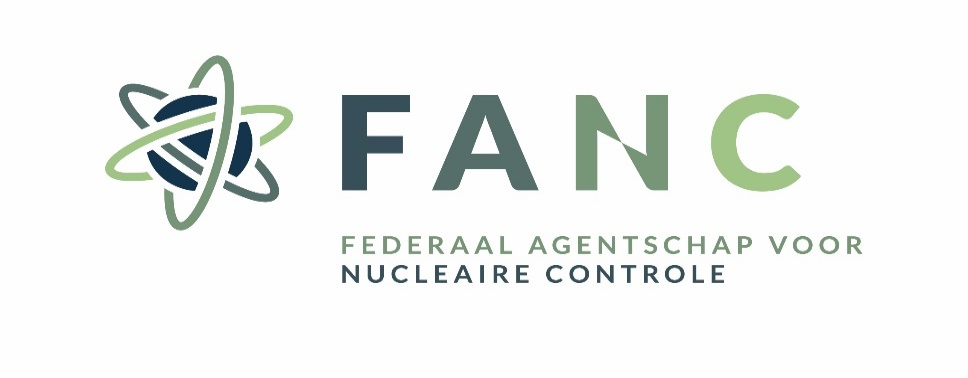 FANC
FEDERAAL AGENTSCHAP VOOR
NUCLEAIRE CONTROLE